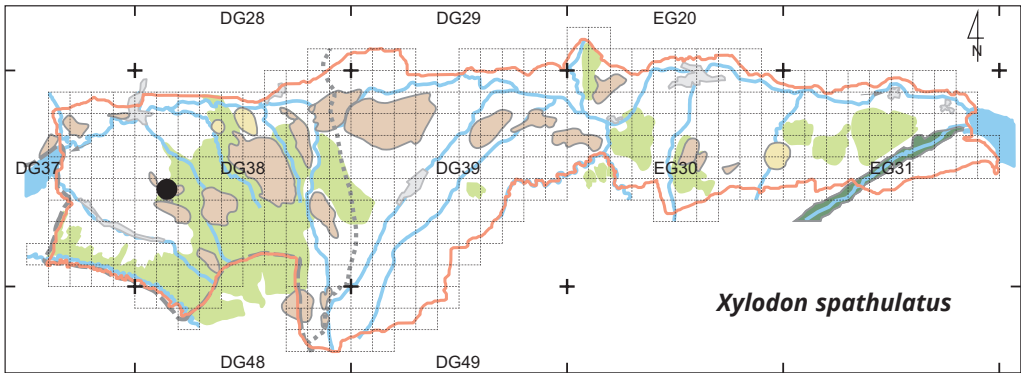 DG28 DG29 EG20
N
DG37 DG38 DG39 EG30 EG31
Xylodon spathulatus
DG48 DG49